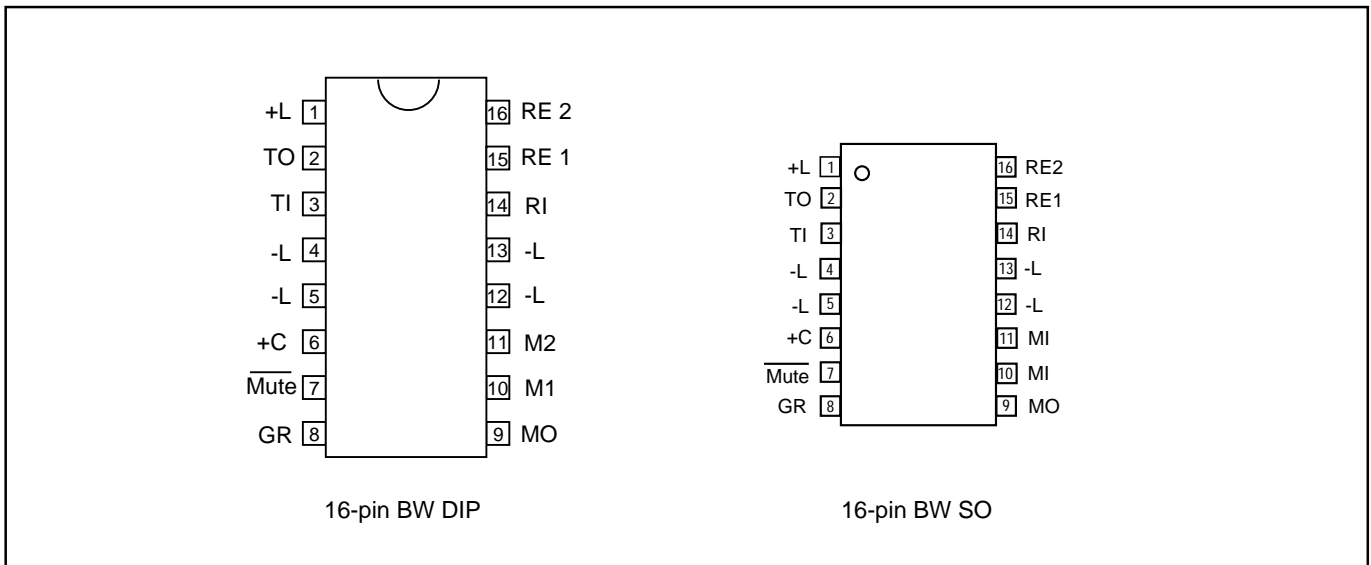 +L 1 16 RE 2
TO 2 15 RE 1
TI 3 14 RI
-L 4 13 -L
-L 5 12 -L
+C 6 11 M2
Mute 7 10 M1
GR 8 9 MO
16-pin BW DIP
+L 1 16 RE2
TO 2 15 RE1
TI 3 14 RI
-L 4 13 -L
-L 5 12 -L
+C 6 11 MI
Mute 7 10 MI
GR 8 9 MO
16-pin BW SO